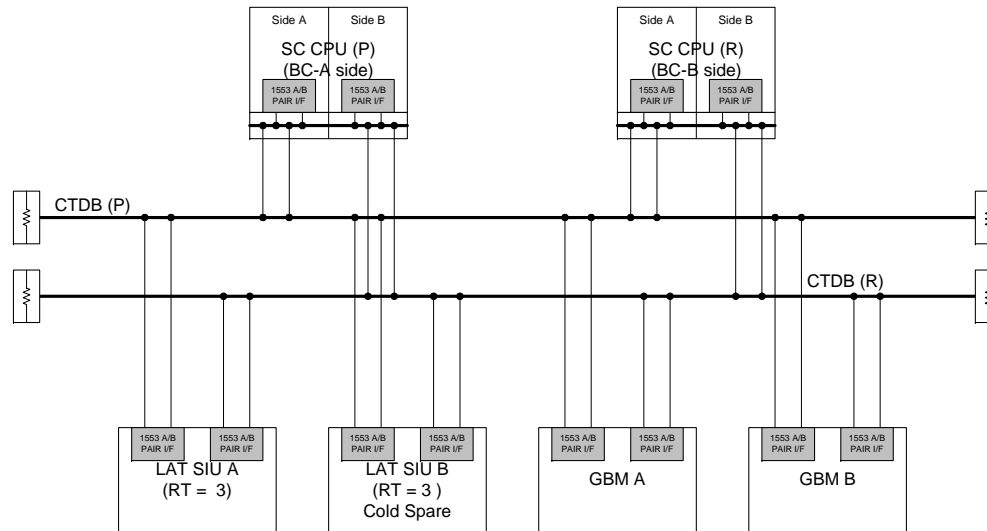 Side A
Side B
SC CPU (P)
(BC-A side)
1553 A/B
PAIR I/F
1553 A/B
PAIR I/F
Side A
Side B
SC CPU (R)
(BC-B side)
1553 A/B
PAIR I/F
1553 A/B
PAIR I/F
CTDB (P)
CTDB (R)
1553 A/B
PAIR I/F
1553 A/B
PAIR I/F
LAT SIU A
(RT = 3)
1553 A/B
PAIR I/F
1553 A/B
PAIR I/F
LAT SIU B
(RT = 3 )
Cold Spare
1553 A/B
PAIR I/F
1553 A/B
PAIR I/F
GBM A
1553 A/B
PAIR I/F
1553 A/B
PAIR I/F
GBM B